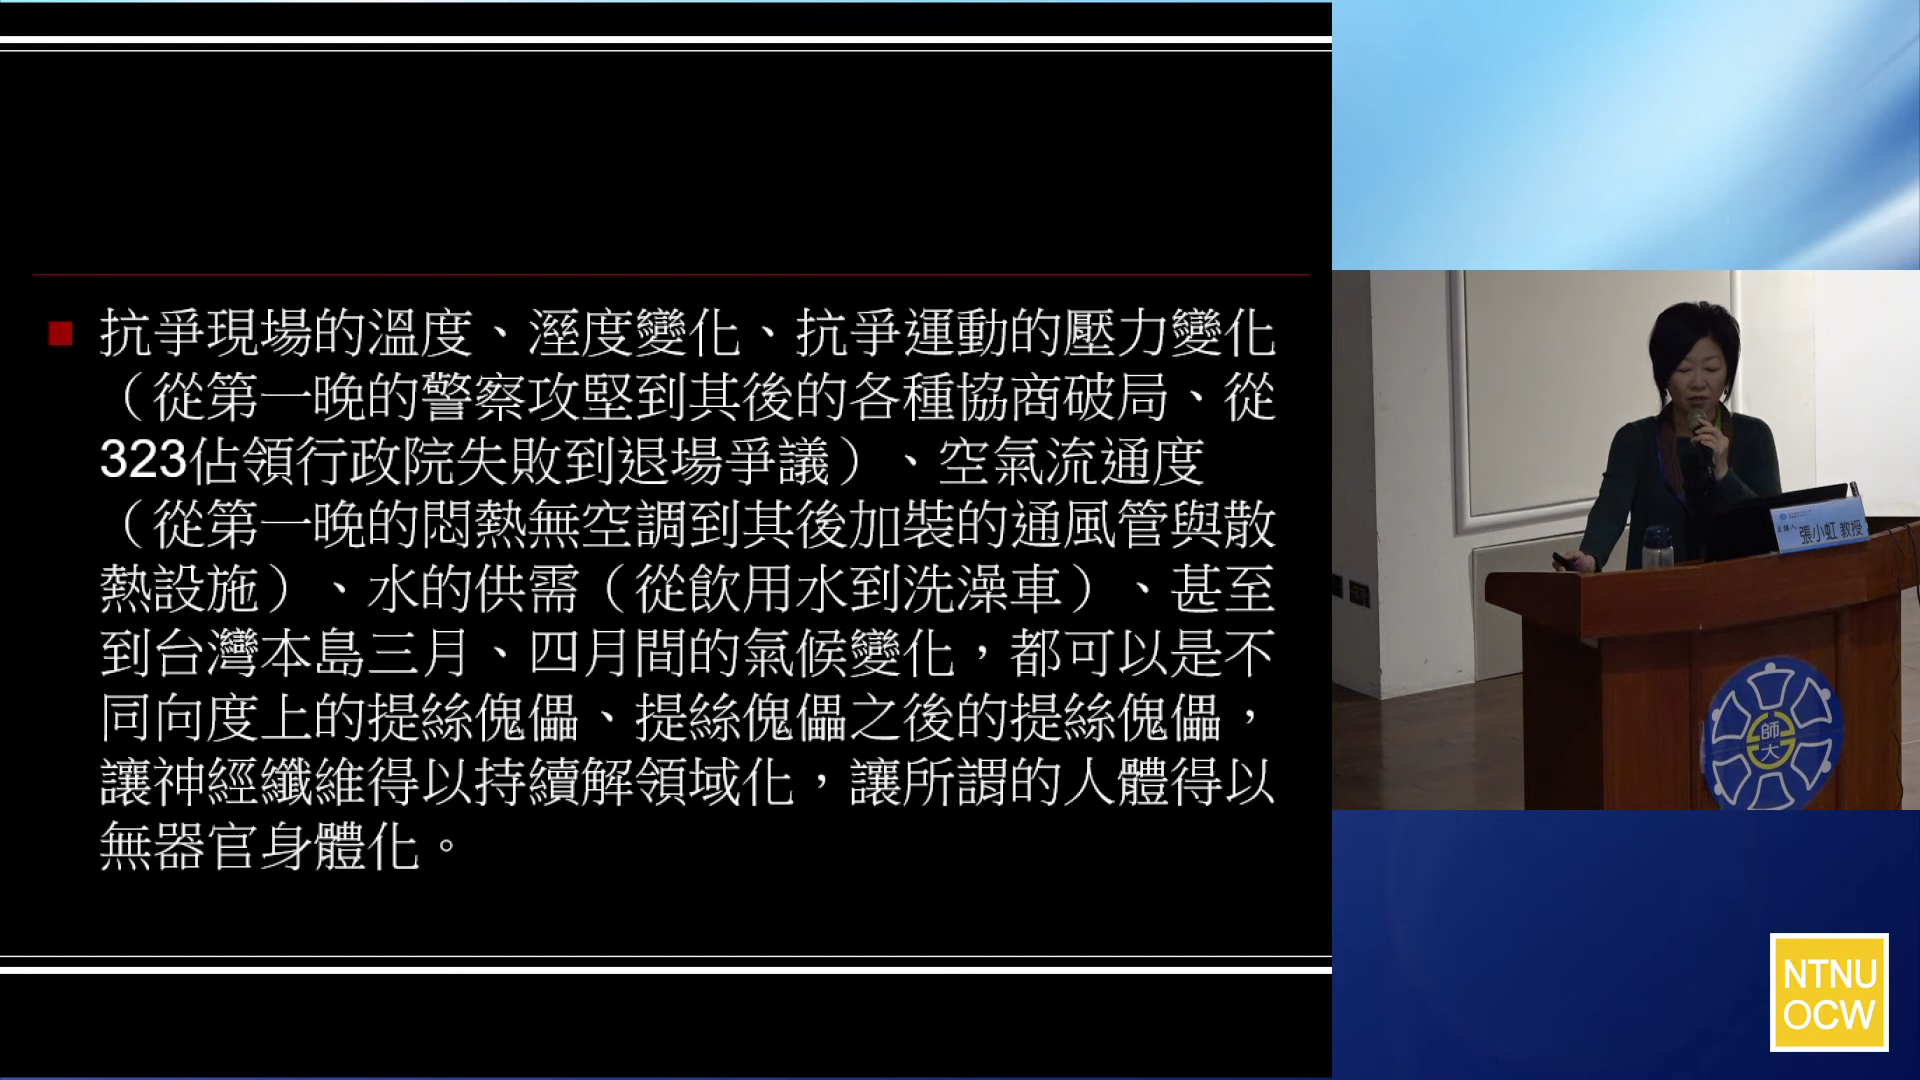 抗爭現場的溫度、溼度變化、抗爭運動的壓力變化
（從第一晚的警察攻堅到其後的各種協商破局、從
323佔領行政院失敗到退場爭議）、空氣流通度
（從第一晚的悶熱無空調到其後加裝的通風管與散
熱設施）、水的供需（從飲用水到洗澡車）、甚至
到台灣本島三月、四月間的氣候變化，都可以是不
同向度上的提絲傀儡、提絲傀儡之後的提絲傀儡，
讓神經纖維得以持續解領域化，讓所謂的人體得以
無器官身體化。
主講人
張小虹 教授
師
大
NTNU
OCW